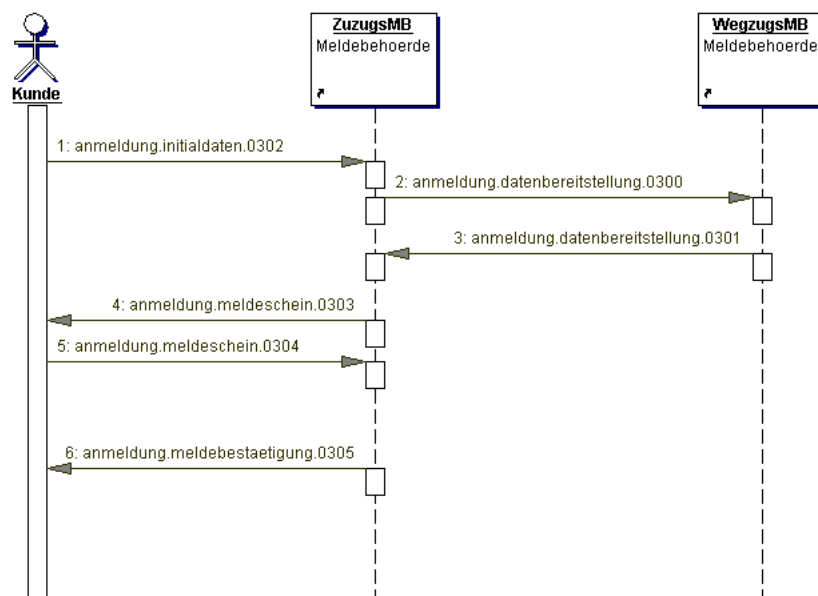 ZuzugsMB
Meldebehoerde
WegzugsMB
Meldebehoerde
Kunde
1: anmeldung.initialdaten.0302
2: anmeldung.datenbereitstellung.0300
3: anmeldung.datenbereitstellung.0301
4: anmeldung.meldeschein.0303
5: anmeldung.meldeschein.0304
6: anmeldung.meldebestaetigung.0305